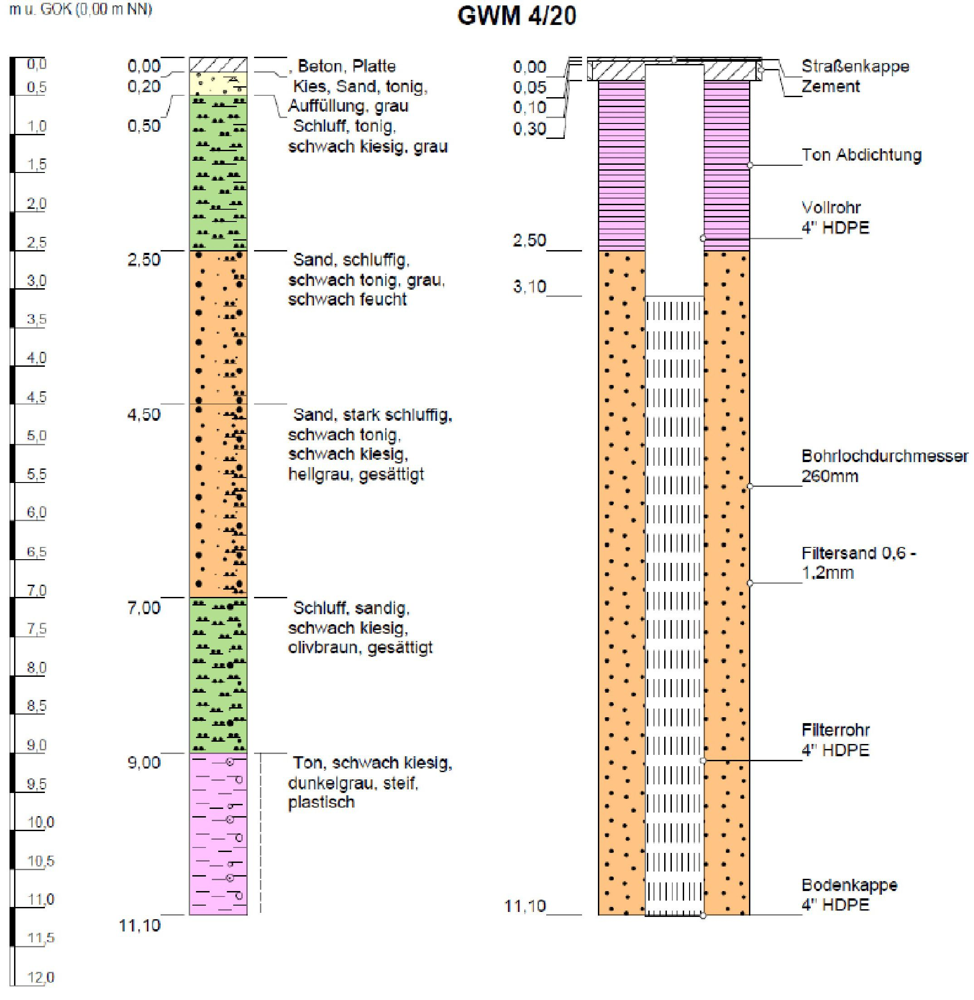 m u. GOK (0,00 m NN)
GWM 4/20
0,0
0,5
1,0
1,5
2,0
2,5
3,0
3,5
4,0
4,5
5,0
5,5
6,0
6,5
7,0
7,5
8,0
8,5
9,0
9,5
10,0
10,5
11,0
11,5
12,0
0,00
0,20
0,50
2,50
4,50
7,00
9,00
11,10
, Beton, Platte
Kies, Sand, tonig,
Auffüllung, grau
Schluff, tonig,
schwach kiesig, grau
Sand, schluffig,
schwach tonig, grau,
schwach feucht
Sand, stark schluffig,
schwach tonig,
schwach kiesig,
hellgrau, gesättigt
Schluff, sandig,
schwach kiesig,
olivbraun, gesättigt
Ton, schwach kiesig,
dunkelgrau, steif,
plastisch
0,00
0,05
0,10
0,30
2,50
3,10
11,10
Straßenkappe
Zement
Ton Abdichtung
Vollrohr
4" HDPE
Bohrlochdurchmesser
260mm
Filtersand 0,6 -
1,2mm
Filterrohr
4" HDPE
Bodenkappe
4" HDPE